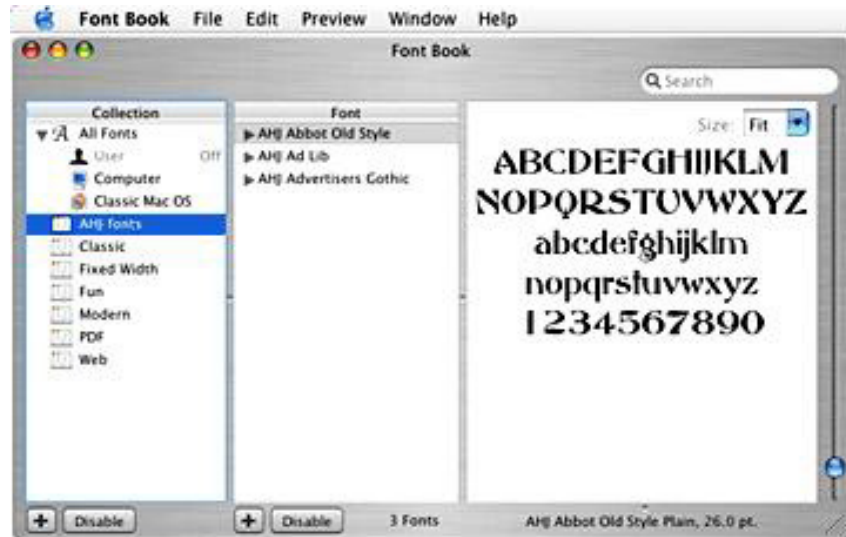 Font Book File Edit Preview Window Help
Font Book
Search
Collection
All Fonts
User Off
Computer
Classic Mac OS
AHJ Fonts
Classic
Fixed Width
Fun
Modern
PDF
Web
Disable
Font
AHJ Abbot Old Style
AHJ Ad Lib
AHJ Advertisers Gothic
Disable
3 Fonts
Size: Fit
ABCDEFGHIJKLM
NOPQRSTUVWXYZ
abcdefghijklm
nopqrstuvwxyz
1234567890
AHJ Abbot Old Style Plain, 26.0 pt.